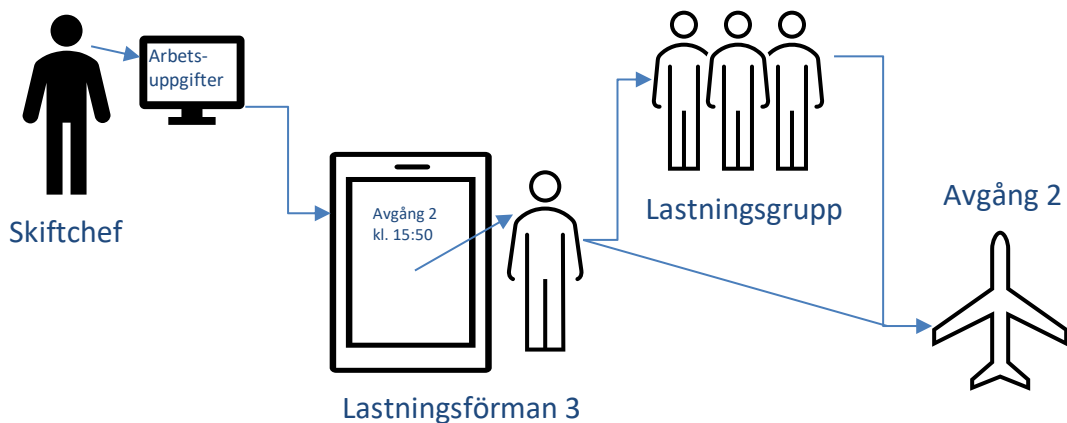 Arbets-
uppgifter
Skiftchef
Avgång 2
kl. 15:50
Lastningsförman 3
Lastningsgrupp
Avgång 2